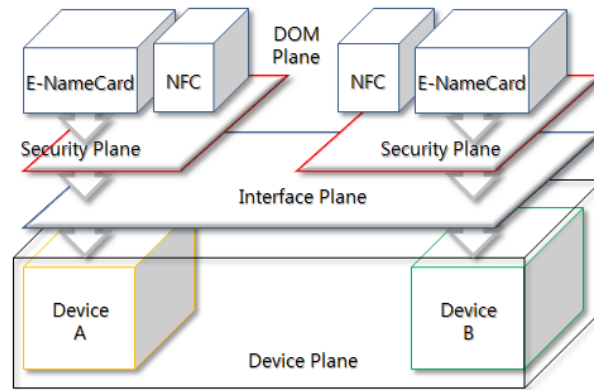 DOM
Plane
E-NameCard
NFC
NFC
E-NameCard
Security Plane
Security Plane
Interface Plane
Device
A
Device
B
Device Plane